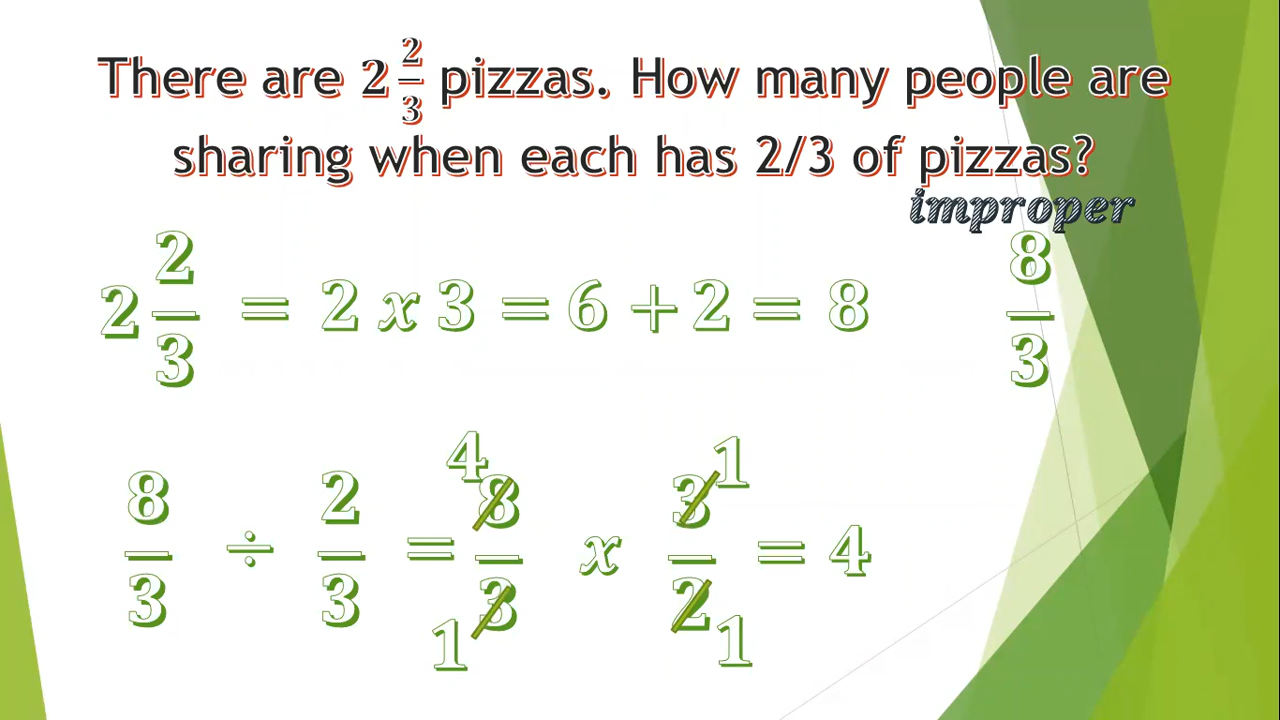 There are 2 2/3 pizzas. How many people are
sharing when each has 2/3 of pizzas?
improper
2 2/3 = 2 x 3 = 6 + 2 = 8 8/3
8/3 ÷ 2/3 = 4 8/3 1 x 3/2 1 1 = 4